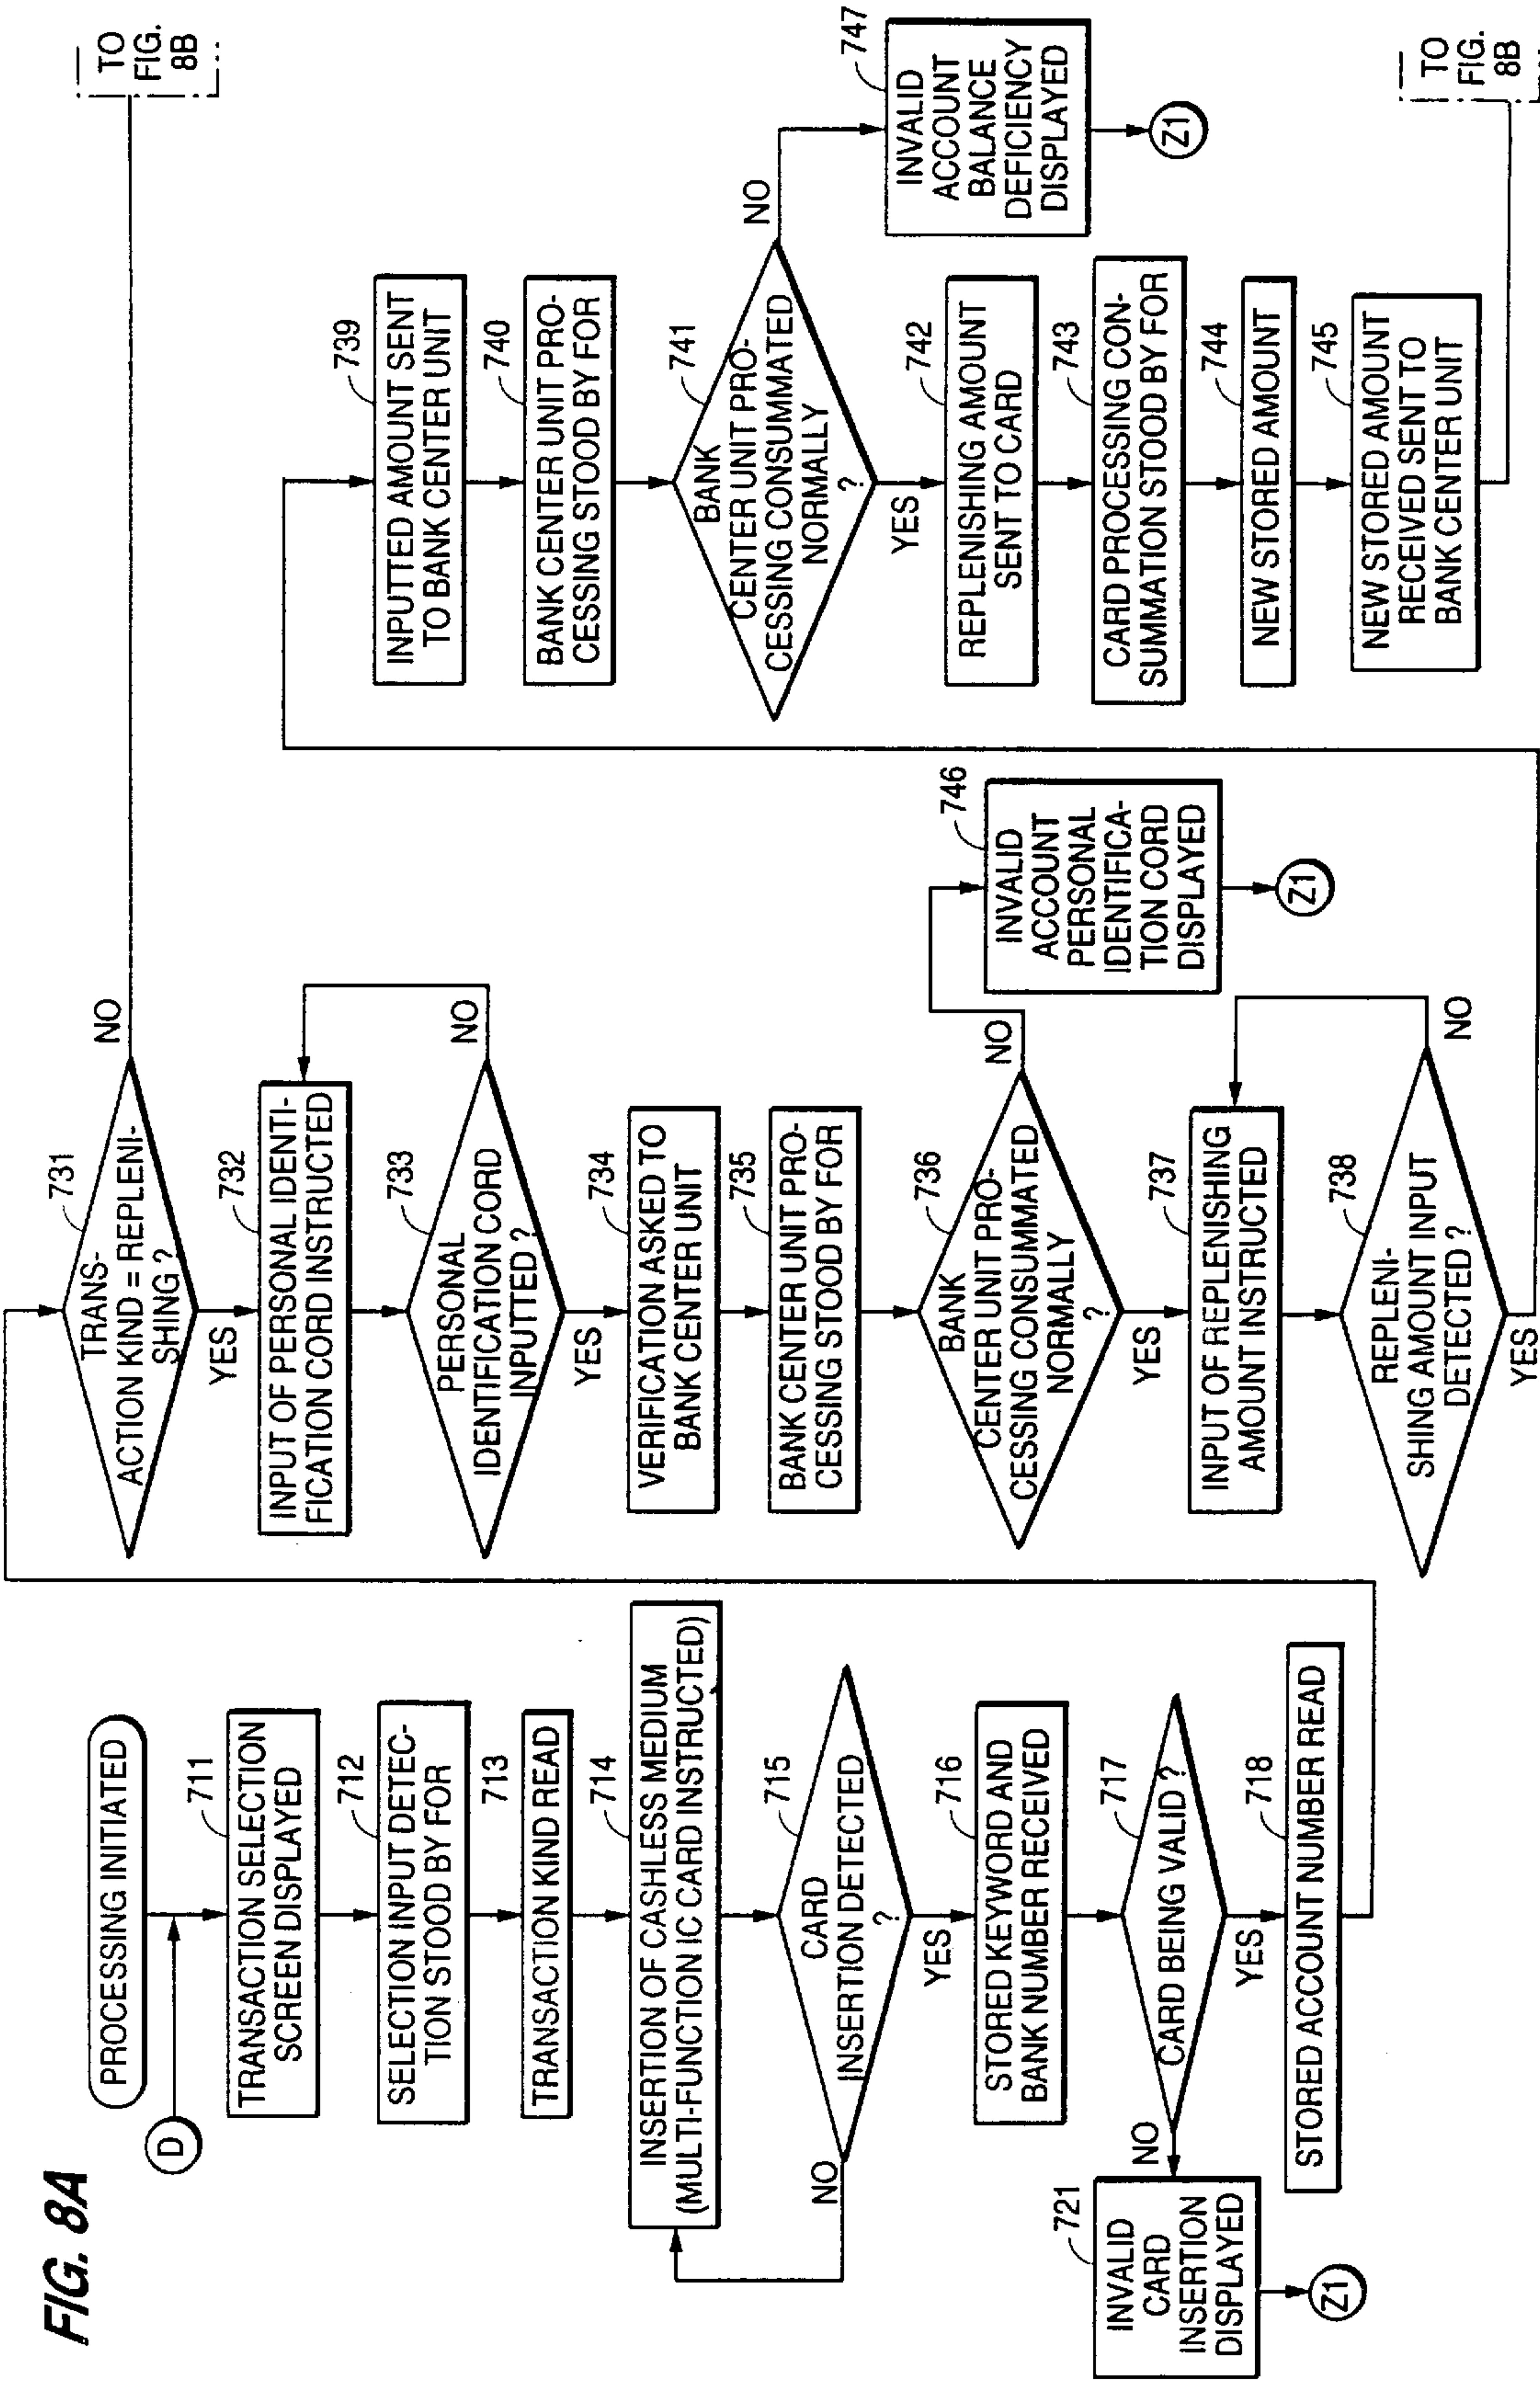 FIG. 8A
PROCESSING INITIATED
D
711
TRANSACTION SELECTION
SCREEN DISPLAYED
712
SELECTION INPUT DETEC-
TION STOOD BY FOR
713
TRANSACTION KIND READ
714
INSERTION OF CASHLESS MEDIUM
(MULTI-FUNCTION IC CARD INSTRUCTED)
715
CARD
INSERTION DETECTED
?
NO
YES
716
STORED KEYWORD AND
BANK NUMBER RECEIVED
717
CARD BEING VALID ?
NO
YES
721
INVALID
CARD
INSERTION
DISPLAYED
Z1
718
STORED ACCOUNT NUMBER READ
731
TRANS-
ACTION KIND = REPLENI-
SHING ?
NO
YES
TO
FIG.
8B
732
INPUT OF PERSONAL IDENTI-
FICATION CORD INSTRUCTED
733
PERSONAL
IDENTIFICATION CORD
INPUTTED ?
NO
YES
734
VERIFICATION ASKED TO
BANK CENTER UNIT
735
BANK CENTER UNIT PRO-
CESSING STOOD BY FOR
736
BANK
CENTER UNIT PRO-
CESSING CONSUMMATED
NORMALLY
?
NO
YES
746
INVALID
ACCOUNT
PERSONAL
IDENTIFICA-
TION CORD
DISPLAYED
Z1
737
INPUT OF REPLENISHING
AMOUNT INSTRUCTED
738
REPLENI-
SHING AMOUNT INPUT
DETECTED ?
NO
YES
739
INPUTTED AMOUNT SENT
TO BANK CENTER UNIT
740
BANK CENTER UNIT PRO-
CESSING STOOD BY FOR
741
BANK
CENTER UNIT PRO-
CESSING CONSUMMATED
NORMALLY
?
NO
YES
747
INVALID
ACCOUNT
BALANCE
DEFICIENCY
DISPLAYED
Z1
742
REPLENISHING AMOUNT
SENT TO CARD
743
CARD PROCESSING CON-
SUMMATION STOOD BY FOR
744
NEW STORED AMOUNT
745
NEW STORED AMOUNT
RECEIVED SENT TO
BANK CENTER UNIT
TO
FIG.
8B